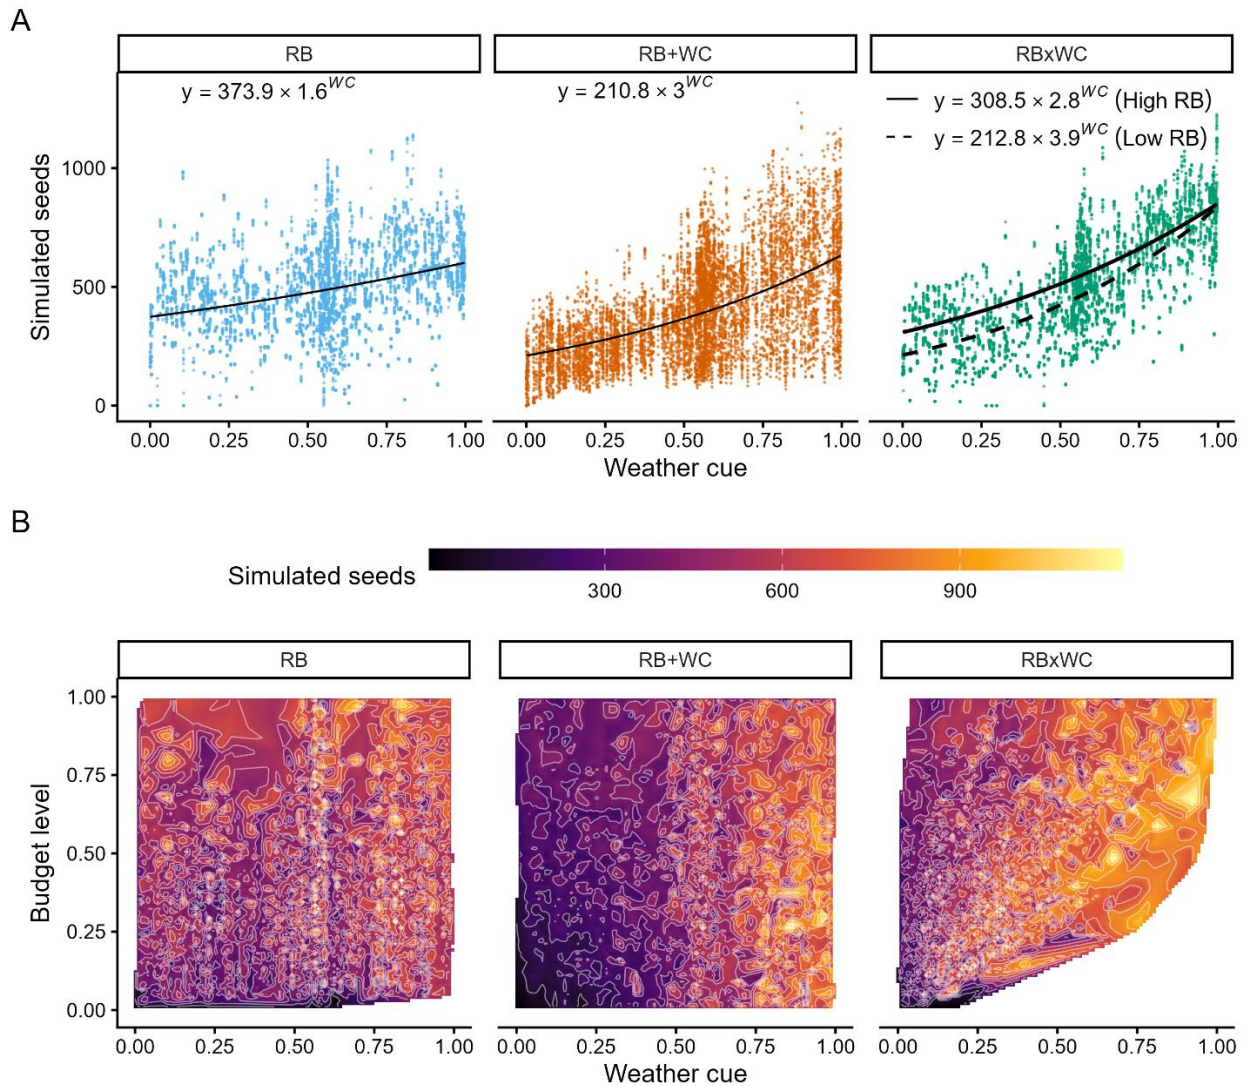 A
RB
RB+WC
RBxWC
y = 373.9 × 1.6^WC
y = 210.8 × 3^WC
y = 308.5 × 2.8^WC (High RB)
y = 212.8 × 3.9^WC (Low RB)
Simulated seeds
1000
500
0
0.00 0.25 0.50 0.75 1.00
0.00 0.25 0.50 0.75 1.00
0.00 0.25 0.50 0.75 1.00
Weather cue
B
Simulated seeds
300 600 900
RB
RB+WC
RBxWC
Budget level
1.00
0.75
0.50
0.25
0.00
0.00 0.25 0.50 0.75 1.00
0.00 0.25 0.50 0.75 1.00
0.00 0.25 0.50 0.75 1.00
Weather cue